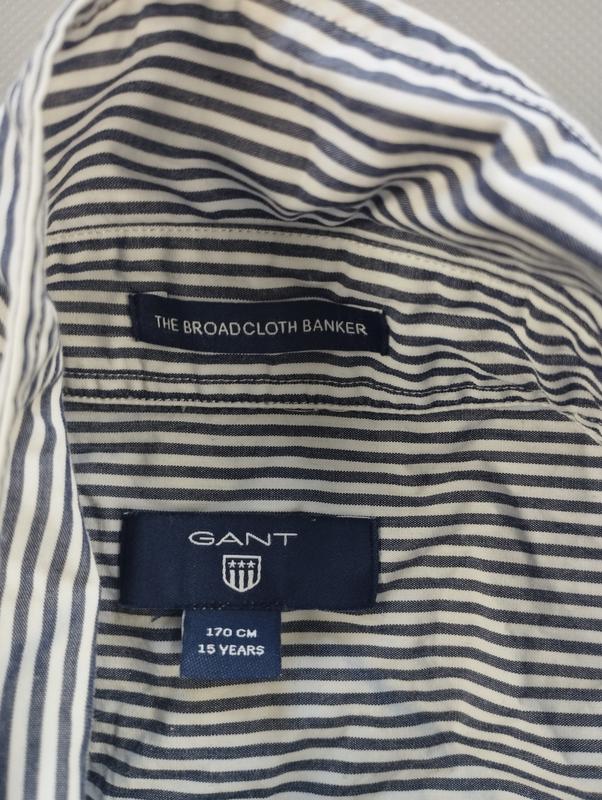 THE BROADCLOTH BANKER
GANT
170 CM
15 YEARS